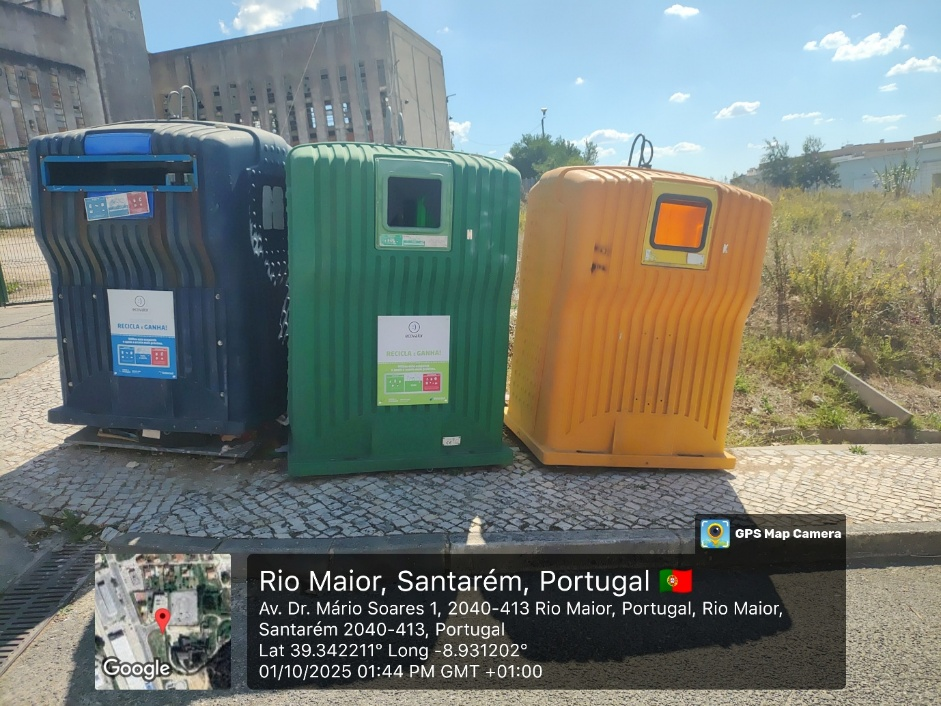 RECICLA e GANHA!
RECICLA e GANHA!
K
GPS Map Camera
Rio Maior, Santarém, Portugal 🇵🇹
Av. Dr. Mário Soares 1, 2040-413 Rio Maior, Portugal, Rio Maior,
Santarém 2040-413, Portugal
Lat 39.342211° Long -8.931202°
01/10/2025 01:44 PM GMT +01:00
Google